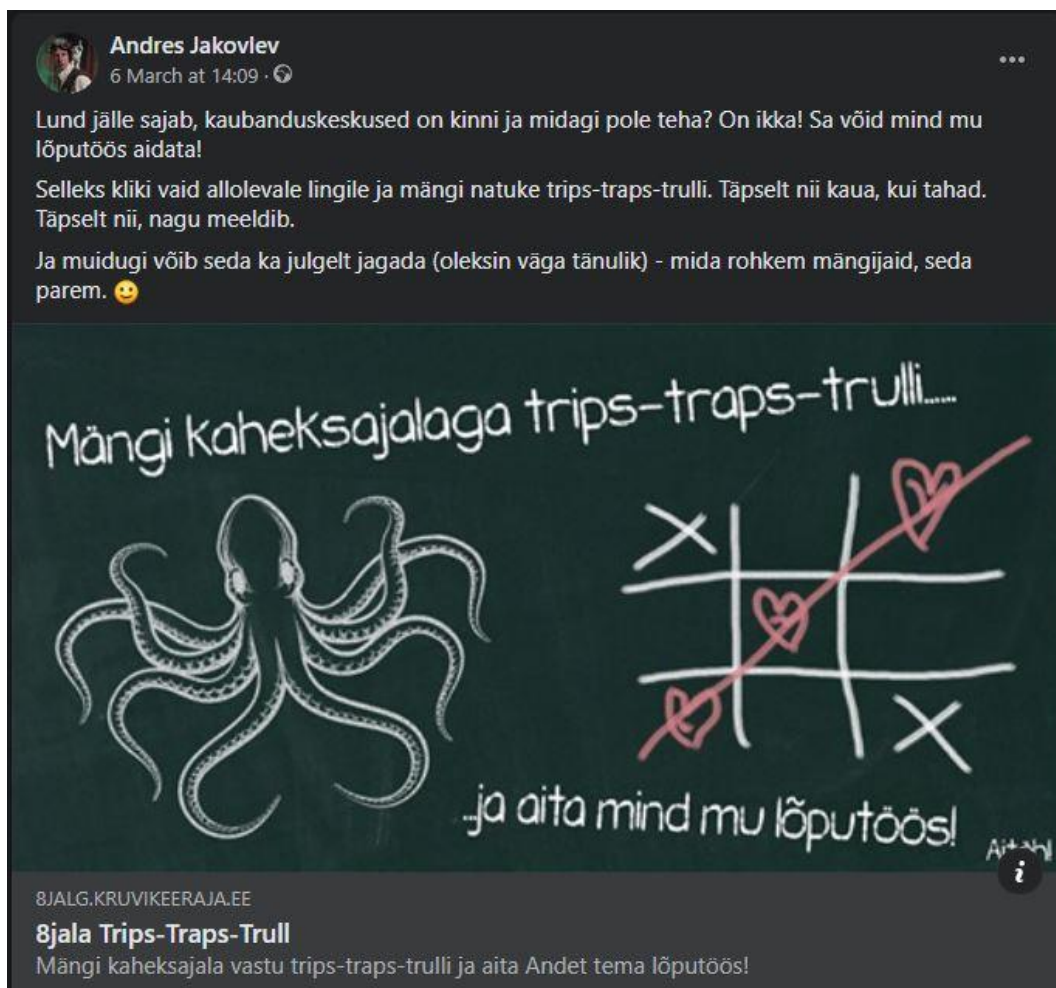 Andres Jakovlev
6 March at 14:09 ·
Lund jälle sajab, kaubanduskeskused on kinni ja midagi pole teha? On ikka! Sa võid mind mu
lõputöös aidata!
Selleks kliki vaid allolevale lingile ja mängi natuke trips-traps-trulli. Täpselt nii kaua, kui tahad.
Täpselt nii, nagu meeldib.
Ja muidugi võib seda ka julgelt jagada (oleksin väga tänulik) - mida rohkem mängijaid, seda
parem. 🙂
Mängi kaheksajalaga trips-traps-trulli......
...ja aita mind mu lõputöös!
Aitäh!
8JALG.KRUVIKEERAJA.EE
8jala Trips-Traps-Trull
Mängi kaheksajala vastu trips-traps-trulli ja aita Andet tema lõputöös!